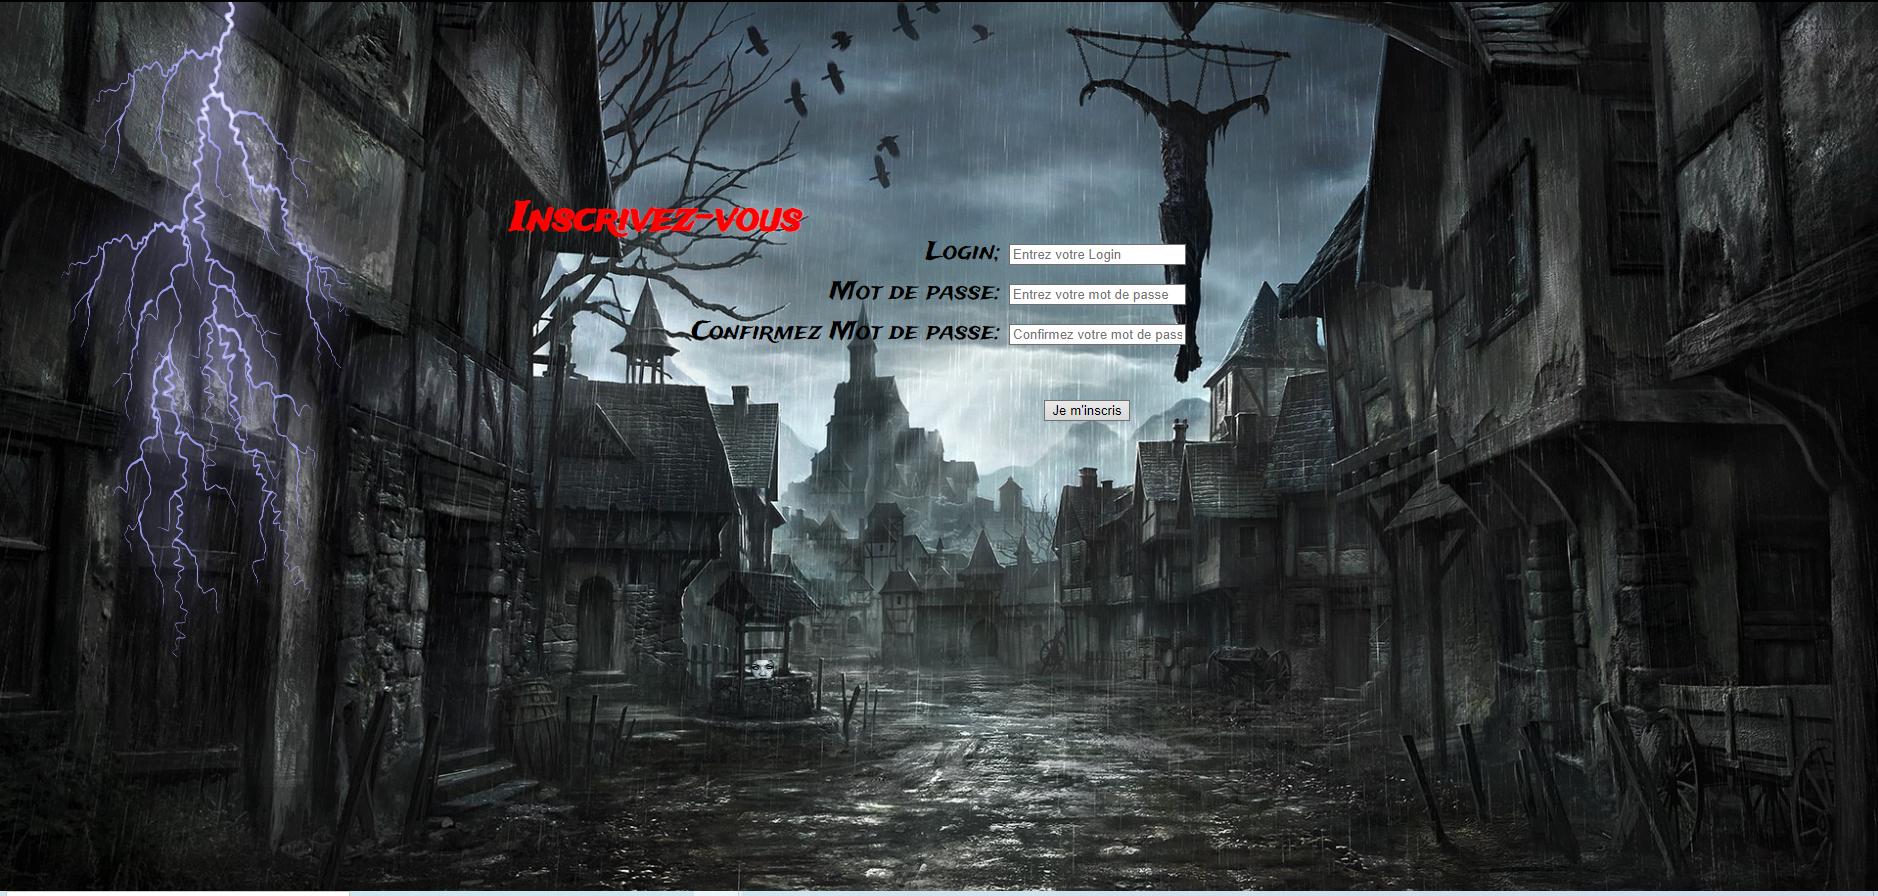 Inscrivez-vous
Login: Entrez votre Login
Mot de passe: Entrez votre mot de passe
Confirmez Mot de passe: Confirmez votre mot de pass
Je m'inscris